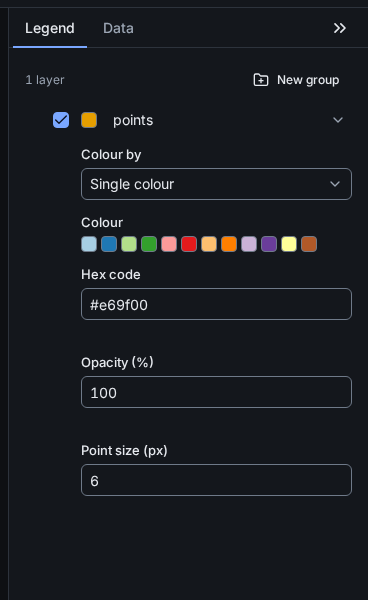 Legend Data
1 layer New group
points
Colour by
Single colour
Colour
Hex code
#e69f00
Opacity (%)
100
Point size (px)
6